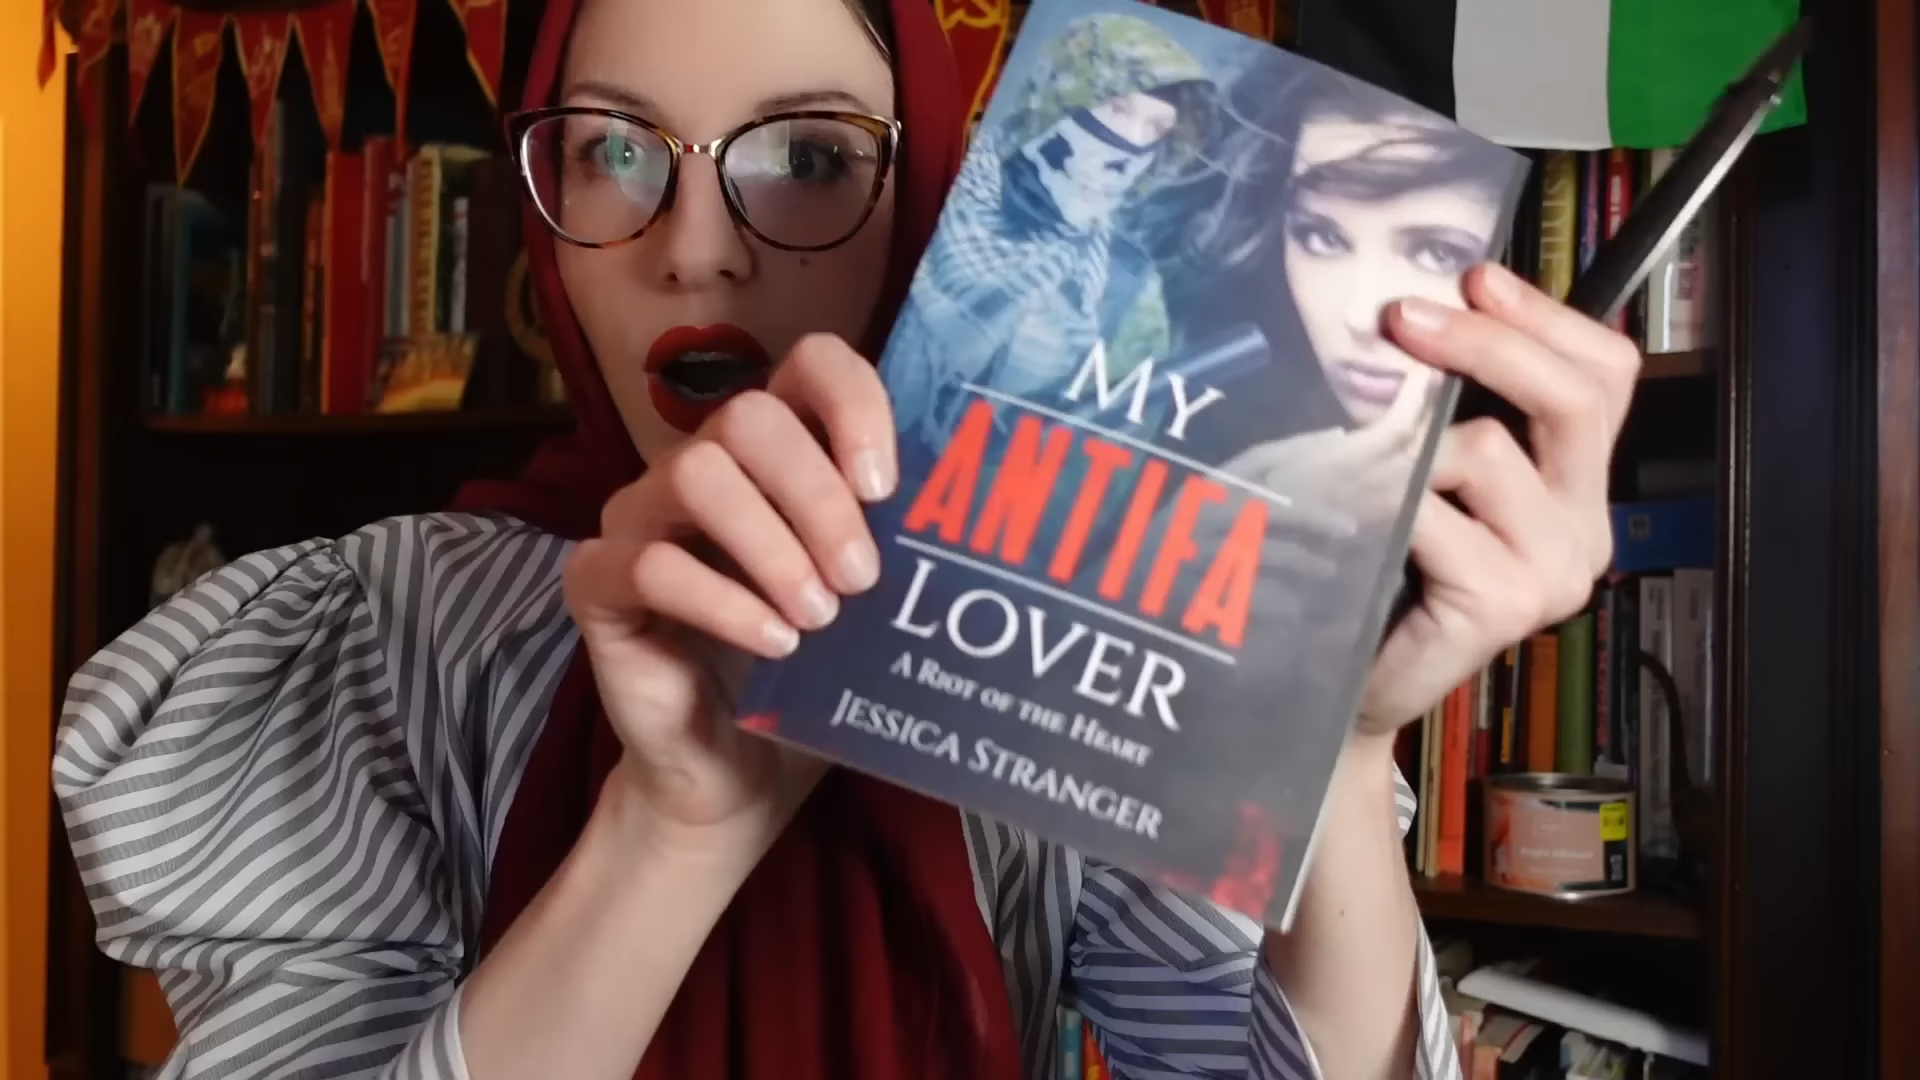 MY
ANTIFA
LOVER
A RIOT OF THE HEART
JESSICA STRANGER